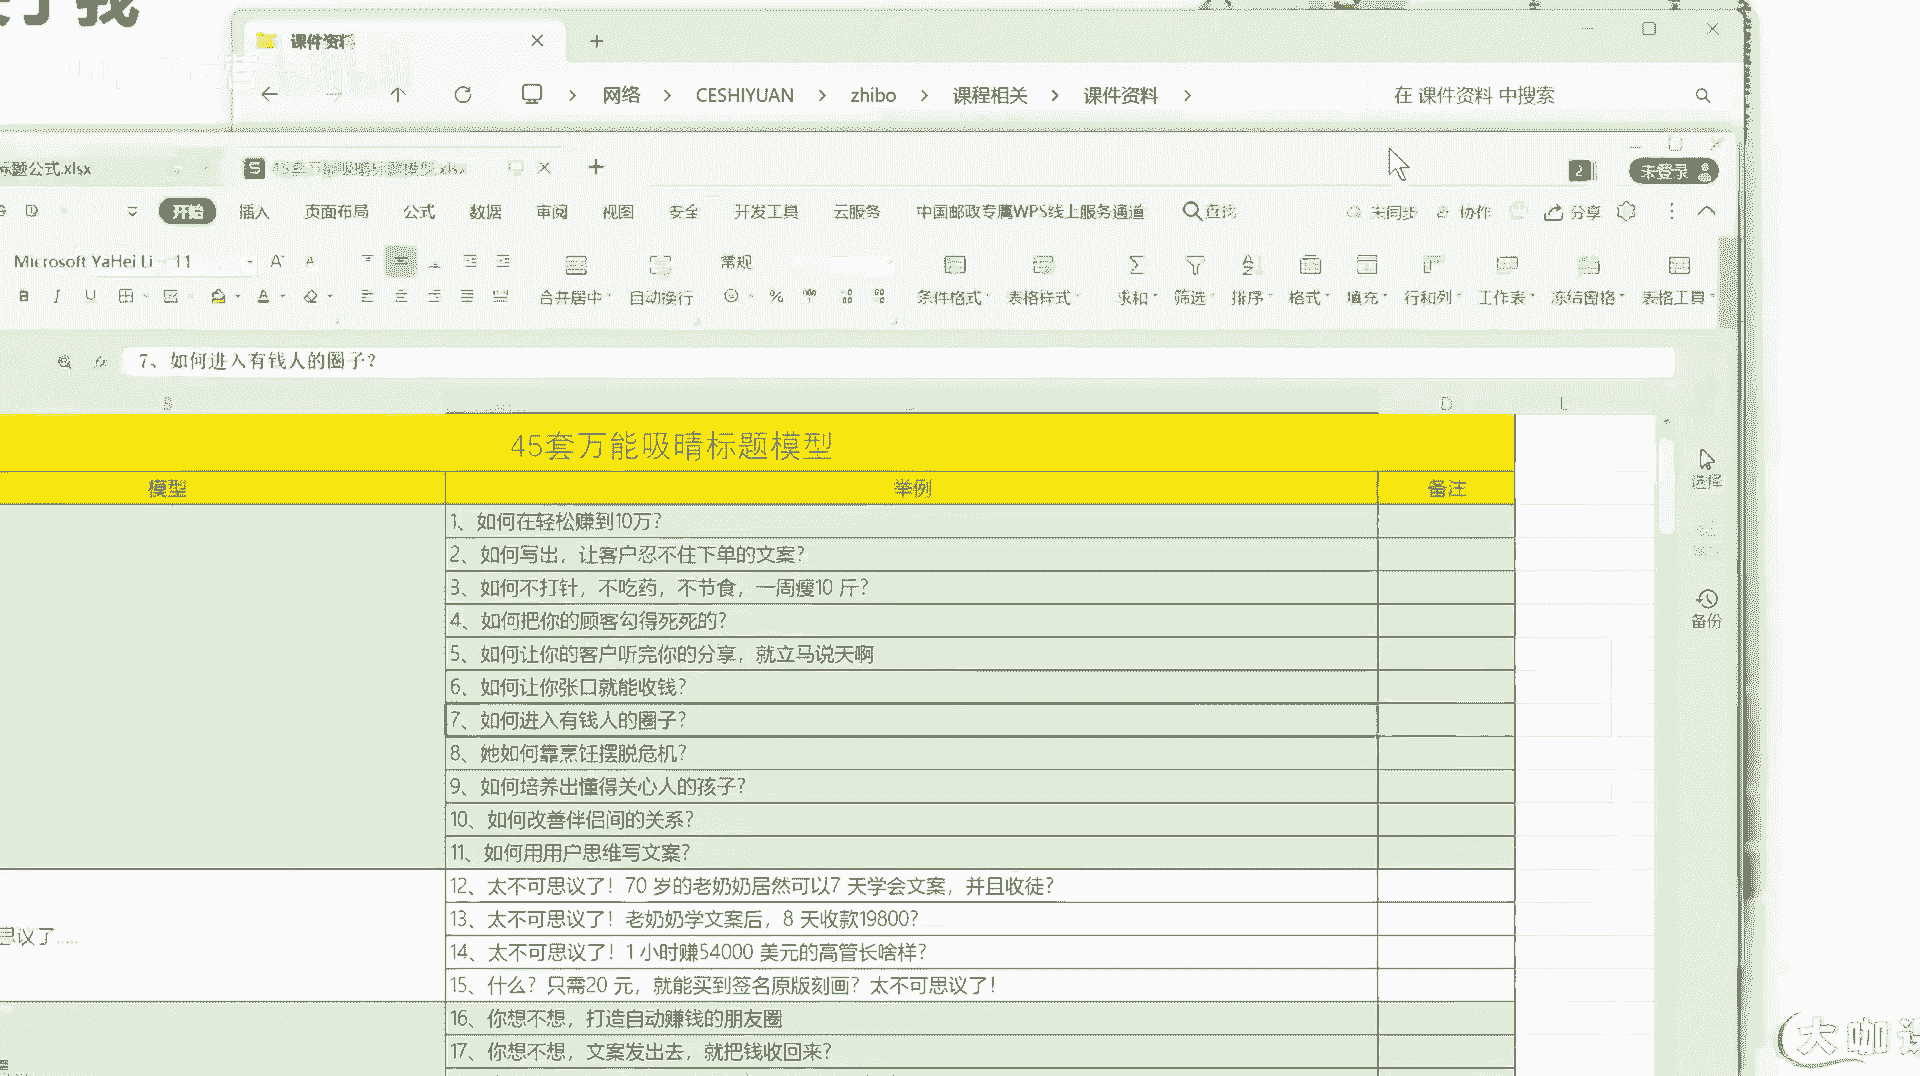 课件资料
网络 > CESHIYUAN > zhibo > 课程相关 > 课件资料 >
在 课件资料 中搜索
标题公式.xlsx
45套万能吸睛标题模型.xlsx
2
未登录
开始 插入 页面布局 公式 数据 审阅 视图 安全 开发工具 云服务 中国邮政专属WPS线上服务通道 查找 未同步 协作 分享
Microsoft YaHei Li 11
常规
合并居中 自动换行 条件格式 表格样式 求和 筛选 排序 格式 填充 行和列 工作表 冻结窗格 表格工具
7、如何进入有钱人的圈子?
B
D
45套万能吸睛标题模型
模型 举例 备注
1、如何在轻松赚到10万?
2、如何写出，让客户忍不住下单的文案?
3、如何不打针，不吃药，不节食，一周瘦10 斤?
4、如何把你的顾客勾得死死的?
5、如何让你的客户听完你的分享，就立马说天啊
6、如何让你张口就能收钱?
7、如何进入有钱人的圈子?
8、她如何靠烹饪摆脱危机?
9、如何培养出懂得关心人的孩子?
10、如何改善伴侣间的关系?
11、如何用用户思维写文案?
12、太不可思议了！70 岁的老奶奶居然可以7 天学会文案，并且收徒?
13、太不可思议了！老奶奶学文案后，8 天收款19800?
思议了......
14、太不可思议了！1 小时赚54000 美元的高管长啥样?
15、什么？只需20 元，就能买到签名原版刻画？太不可思议了！
16、你想不想，打造自动赚钱的朋友圈
17、你想不想，文案发出去，就把钱收回来?
选择
备份
大咖